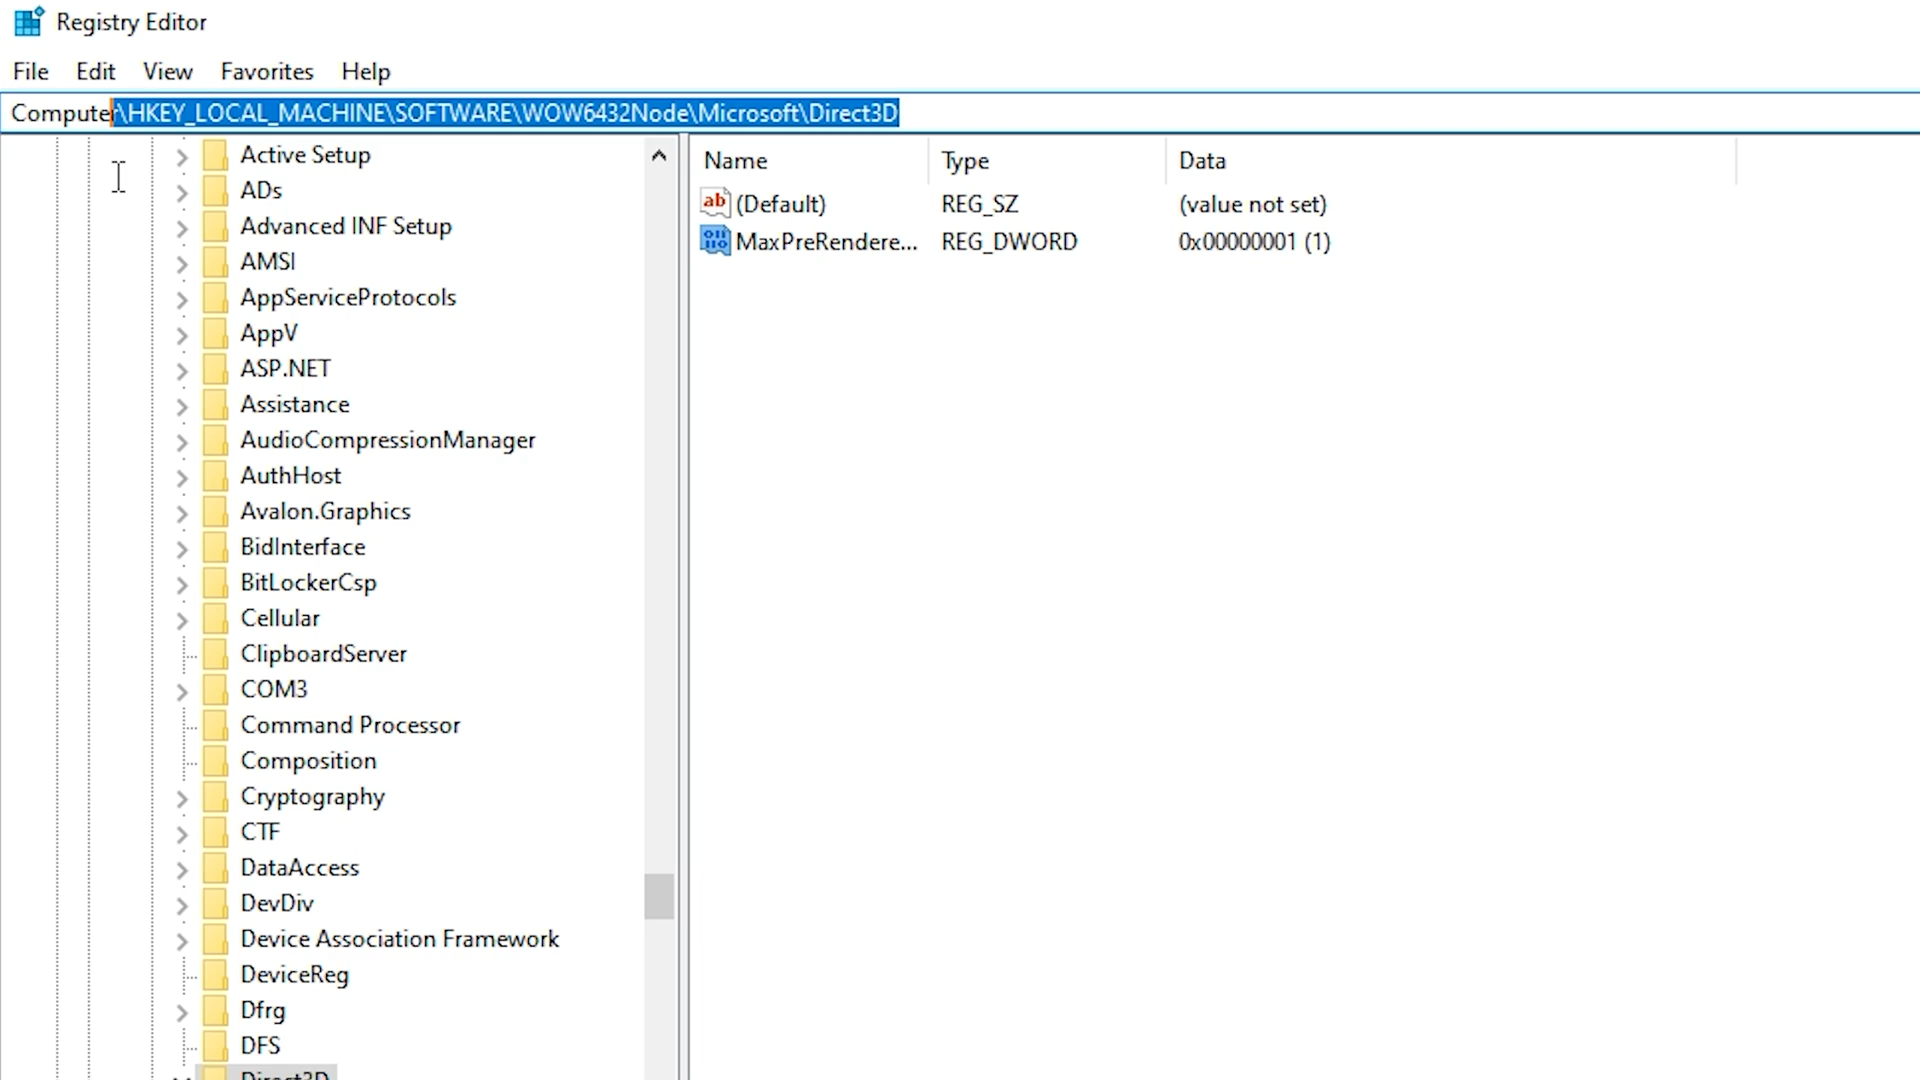 Registry Editor
File Edit View Favorites Help
Computer\HKEY_LOCAL_MACHINE\SOFTWARE\WOW6432Node\Microsoft\Direct3D
Active Setup
ADs
Advanced INF Setup
AMSI
AppServiceProtocols
AppV
ASP.NET
Assistance
AudioCompressionManager
AuthHost
Avalon.Graphics
BidInterface
BitLockerCsp
Cellular
ClipboardServer
COM3
Command Processor
Composition
Cryptography
CTF
DataAccess
DevDiv
Device Association Framework
DeviceReg
Dfrg
DFS
Direct3D
Name Type Data
(Default) REG_SZ (value not set)
MaxPreRendere... REG_DWORD 0x00000001 (1)